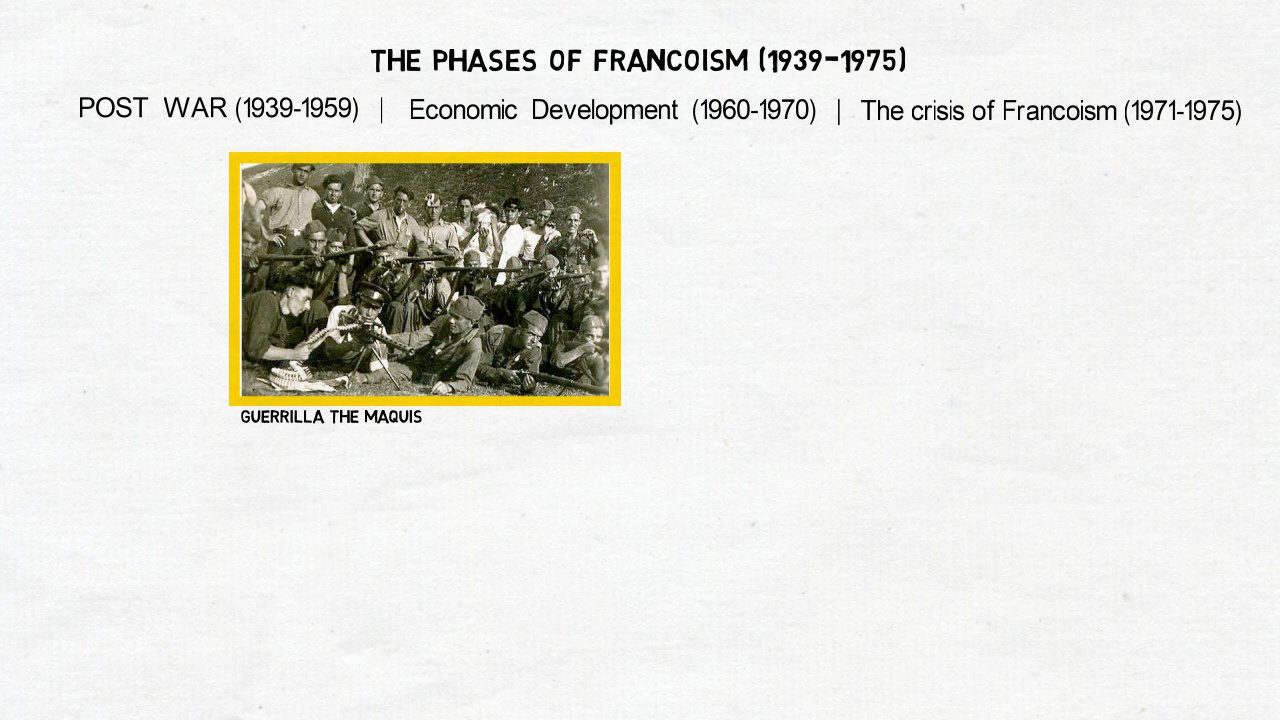 THE PHASES OF FRANCOISM (1939-1975)
POST WAR (1939-1959) | Economic Development (1960-1970) | The crisis of Francoism (1971-1975)
GUERRILLA THE MAQUIS